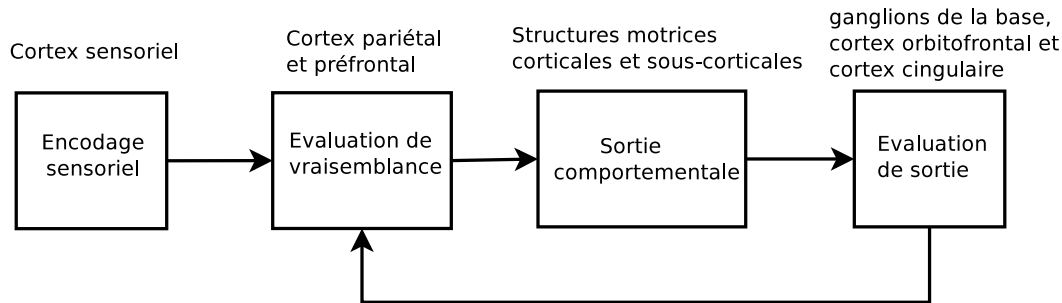 Cortex sensoriel
Cortex pariétal
et préfrontal
Structures motrices
corticales et sous-corticales
ganglions de la base,
cortex orbitofrontal et
cortex cingulaire
Encodage
sensoriel
Evaluation de
vraisemblance
Sortie
comportementale
Evaluation
de sortie